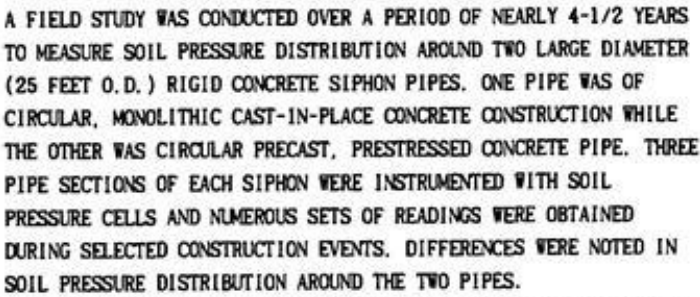 A FIELD STUDY WAS CONDUCTED OVER A PERIOD OF NEARLY 4-1/2 YEARS
TO MEASURE SOIL PRESSURE DISTRIBUTION AROUND TWO LARGE DIAMETER
(25 FEET O.D.) RIGID CONCRETE SIPHON PIPES. ONE PIPE WAS OF
CIRCULAR, MONOLITHIC CAST-IN-PLACE CONCRETE CONSTRUCTION WHILE
THE OTHER WAS CIRCULAR PRECAST, PRESTRESSED CONCRETE PIPE. THREE
PIPE SECTIONS OF EACH SIPHON WERE INSTRUMENTED WITH SOIL
PRESSURE CELLS AND NUMEROUS SETS OF READINGS WERE OBTAINED
DURING SELECTED CONSTRUCTION EVENTS. DIFFERENCES WERE NOTED IN
SOIL PRESSURE DISTRIBUTION AROUND THE TWO PIPES.